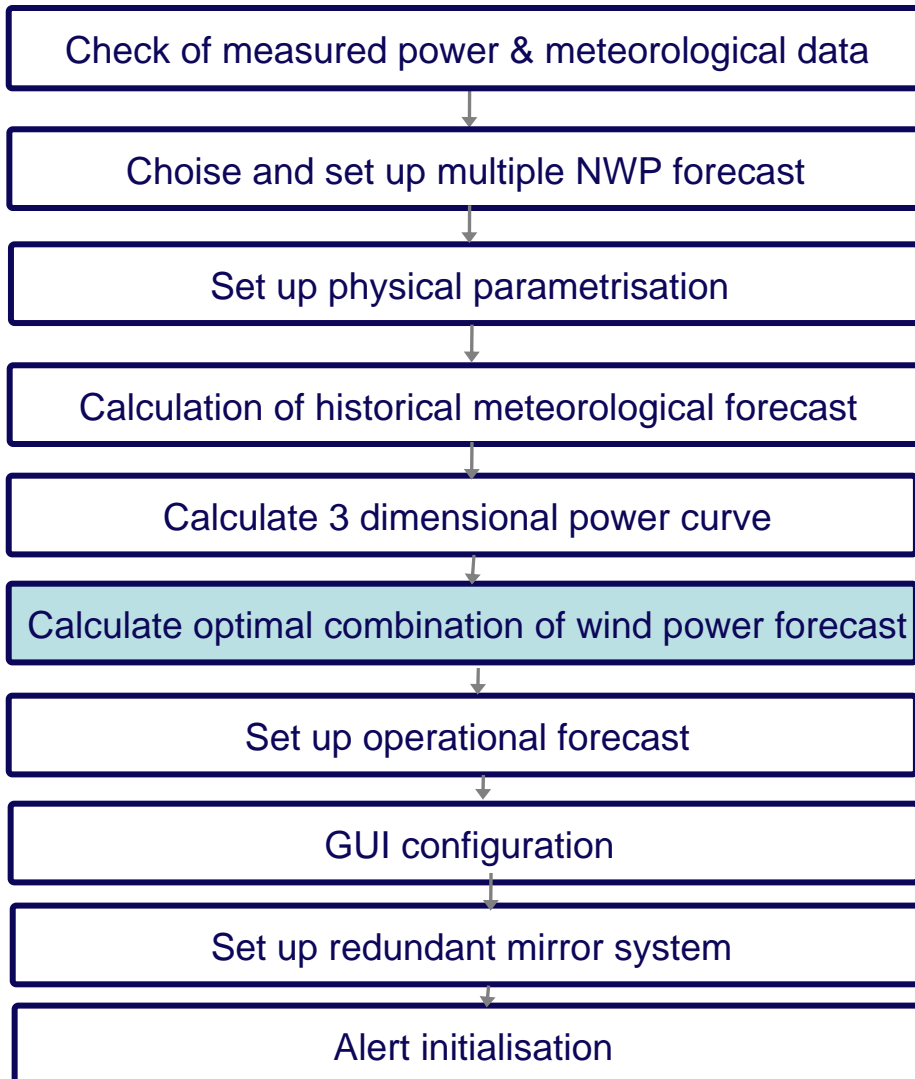 Check of measured power & meteorological data
Choise and set up multiple NWP forecast
Set up physical parametrisation
Calculation of historical meteorological forecast
Calculate 3 dimensional power curve
Calculate optimal combination of wind power forecast
Set up operational forecast
GUI configuration
Set up redundant mirror system
Alert initialisation